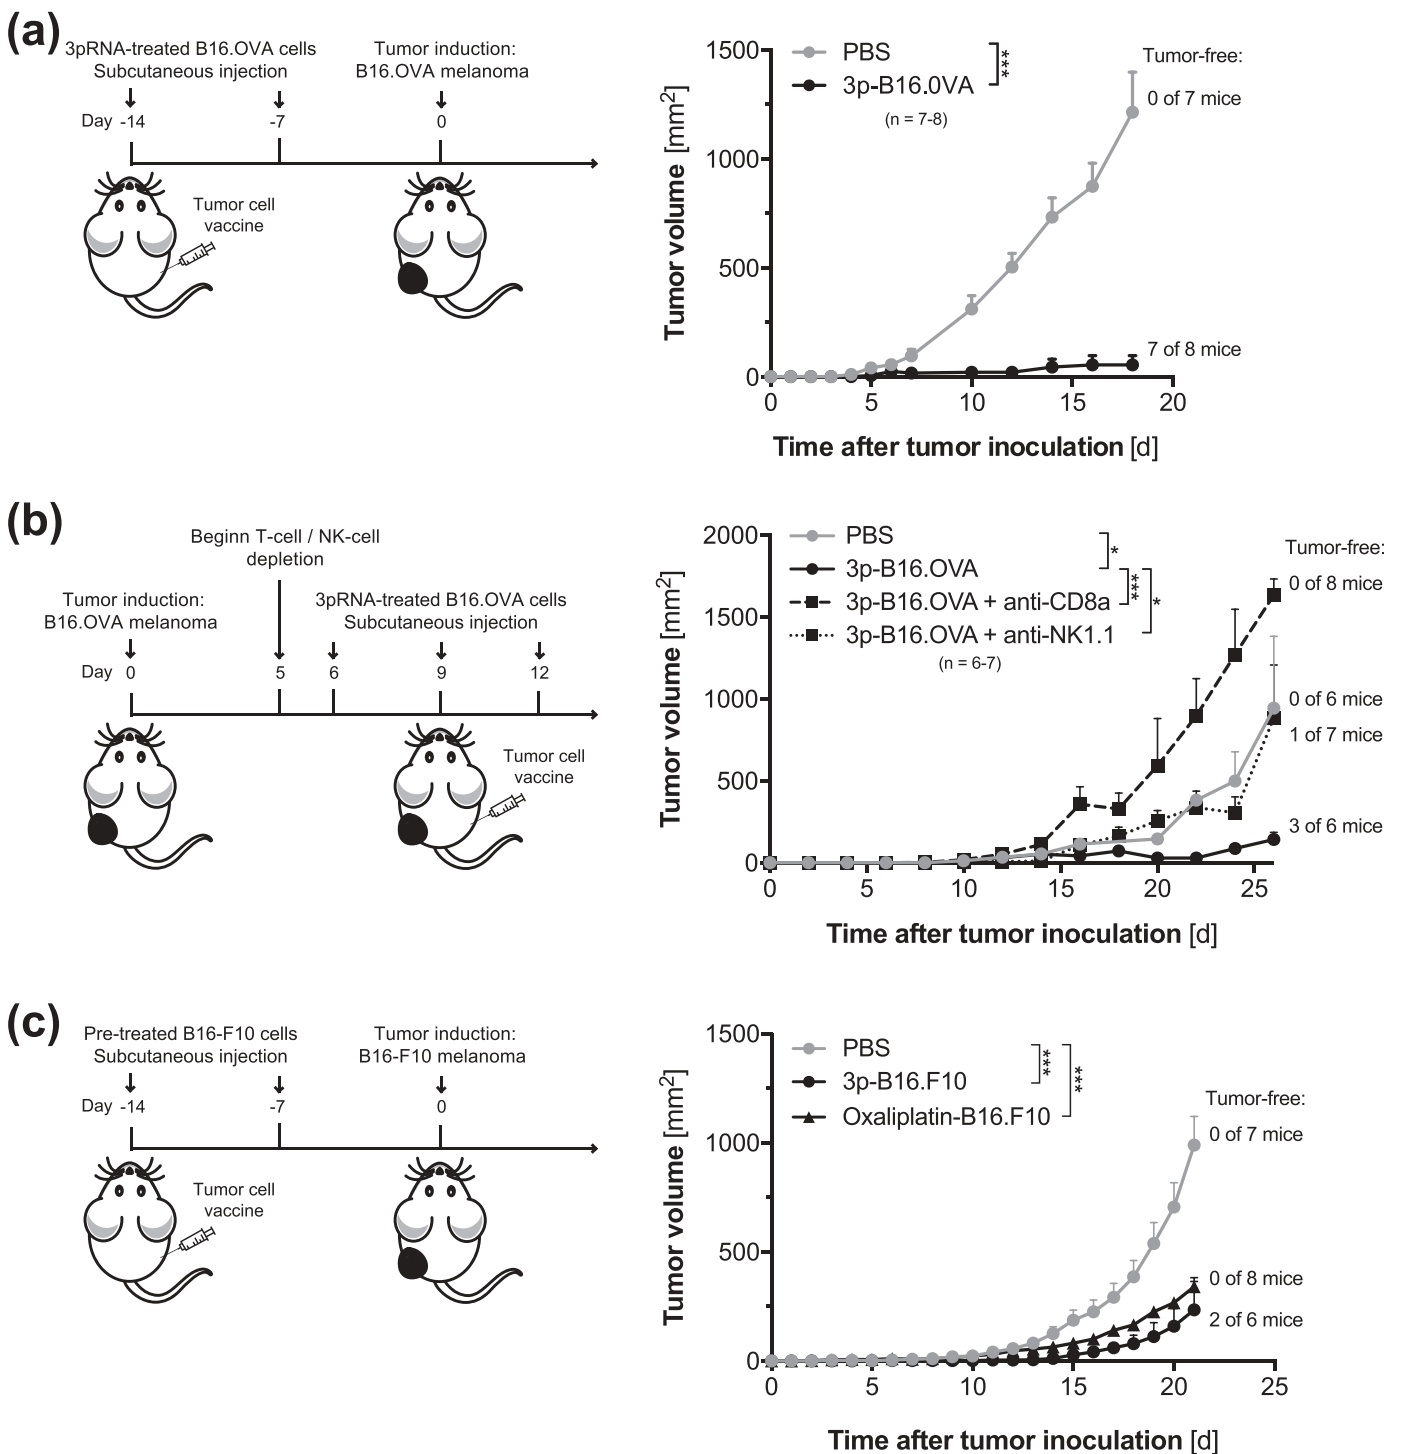 (a)
3pRNA-treated B16.OVA cells
Subcutaneous injection
Tumor induction:
B16.OVA melanoma
Day -14
-7
0
Tumor cell
vaccine
Tumor volume [mm2]
1500
1000
500
0
PBS
3p-B16.0VA
(n = 7-8)
****
Tumor-free:
0 of 7 mice
7 of 8 mice
0 5 10 15 20
Time after tumor inoculation [d]
(b)
Beginn T-cell / NK-cell
depletion
Tumor induction:
B16.OVA melanoma
3pRNA-treated B16.OVA cells
Subcutaneous injection
Day 0 5 6 9 12
Tumor cell
vaccine
Tumor volume [mm2]
2000
1500
1000
500
0
PBS
3p-B16.OVA
3p-B16.OVA + anti-CD8a
3p-B16.OVA + anti-NK1.1
(n = 6-7)
*
***
*
Tumor-free:
0 of 8 mice
0 of 6 mice
1 of 7 mice
3 of 6 mice
0 5 10 15 20 25
Time after tumor inoculation [d]
(c)
Pre-treated B16-F10 cells
Subcutaneous injection
Tumor induction:
B16-F10 melanoma
Day -14
-7
0
Tumor cell
vaccine
Tumor volume [mm2]
1500
1000
500
0
PBS
3p-B16.F10
Oxaliplatin-B16.F10
***
***
Tumor-free:
0 of 7 mice
0 of 8 mice
2 of 6 mice
0 5 10 15 20 25
Time after tumor inoculation [d]